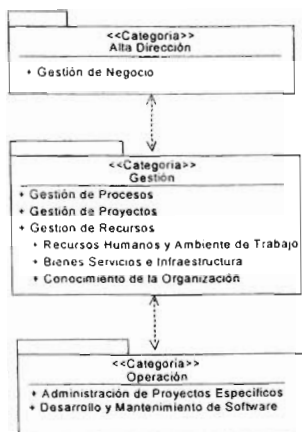 <<Categoria>>
Alta Dirección
+ Gestión de Negocio
<<Categoria>>
Gestión
+ Gestión de Procesos
+ Gestión de Proyectos
+ Gestion de Recursos
+ Recursos Humanos y Ambiente de Trabajo
+ Bienes Servicios e Infraestructura
+ Conocimiento de la Organización
<<Categoria>>
Operación
+ Administración de Proyectos Especificos
+ Desarrollo y Mantenimiento de Software